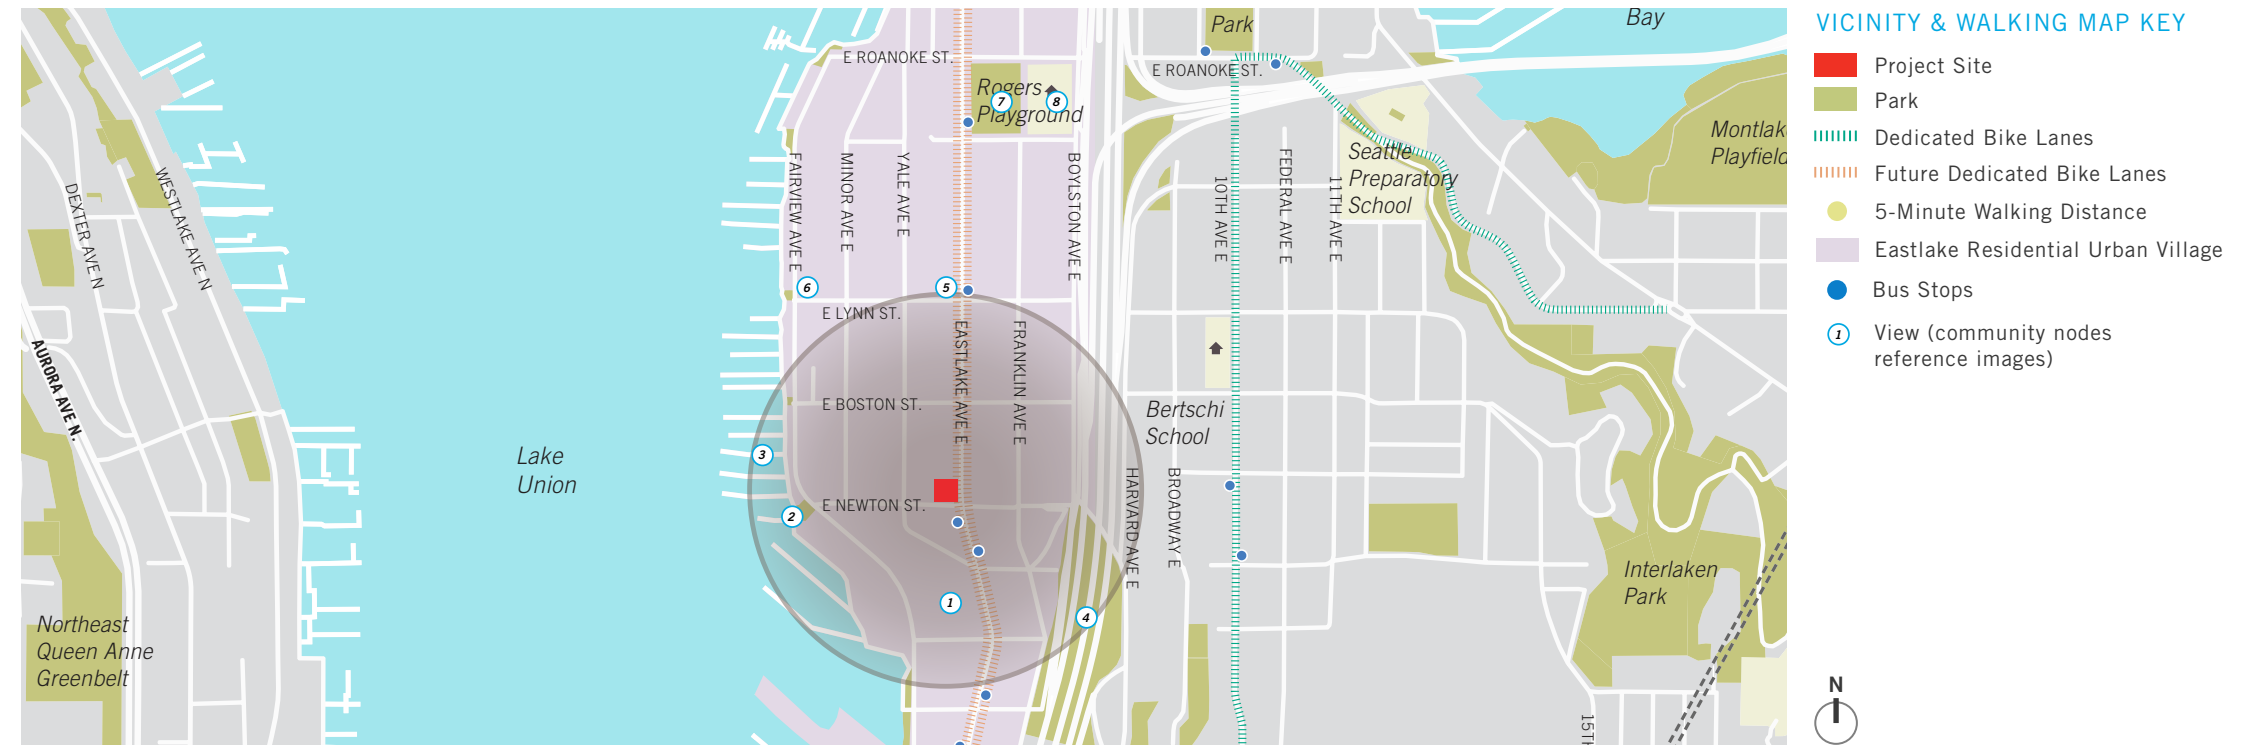 Park
Bay
E ROANOKE ST.
E ROANOKE ST.
Rogers
Playground
7
8
Montlak
Playfield
Seattle
Preparatory
School
FAIRVIEW AVE E
MINOR AVE E
YALE AVE E
BOYLSTON AVE E
10TH AVE E
FEDERAL AVE E
11TH AVE E
DEXTER AVE N
WESTLAKE AVE N
AURORA AVE N.
6
5
E LYNN ST.
EASTLAKE AVE E
FRANKLIN AVE E
E BOSTON ST.
Bertschi
School
Lake
Union
3
2
E NEWTON ST.
HARVARD AVE E
BROADWAY E
1
4
Interlaken
Park
Northeast
Queen Anne
Greenbelt
15TH
VICINITY & WALKING MAP KEY
Project Site
Park
Dedicated Bike Lanes
Future Dedicated Bike Lanes
5-Minute Walking Distance
Eastlake Residential Urban Village
Bus Stops
1
View (community nodes
reference images)
N